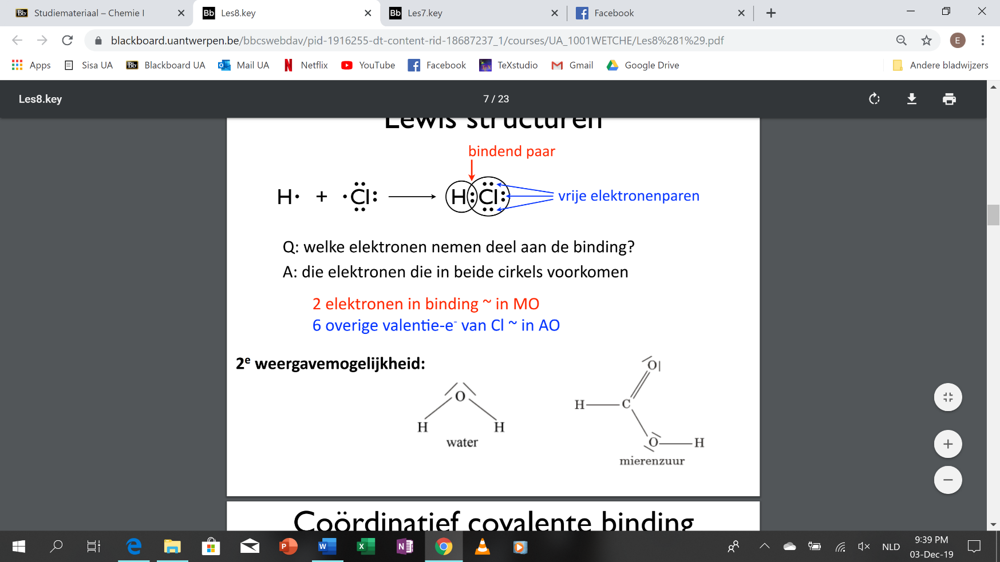 Studiemateriaal – Chemie I
Les8.key
Les7.key
Facebook
blackboard.uantwerpen.be/bbcswebdav/pid-1916255-dt-content-rid-18687237_1/courses/UA_1001WETCHE/Les8%281%29.pdf
E
Apps Sisa UA Blackboard UA Mail UA Netflix YouTube Facebook TeXstudio Gmail Google Drive Andere bladwijzers
Les8.key 7 / 23
Lewis structuren
bindend paar
H· + ·Cl: ⟶ H:Cl: vrije elektronenparen
Q: welke elektronen nemen deel aan de binding?
A: die elektronen die in beide cirkels voorkomen
2 elektronen in binding ~ in MO
6 overige valentie-e⁻ van Cl ~ in AO
2ᵉ weergavemogelijkheid:
O
H H
water
O
H C
O H
mierenzuur
Coördinatief covalente binding
NLD
9:39 PM
03-Dec-19